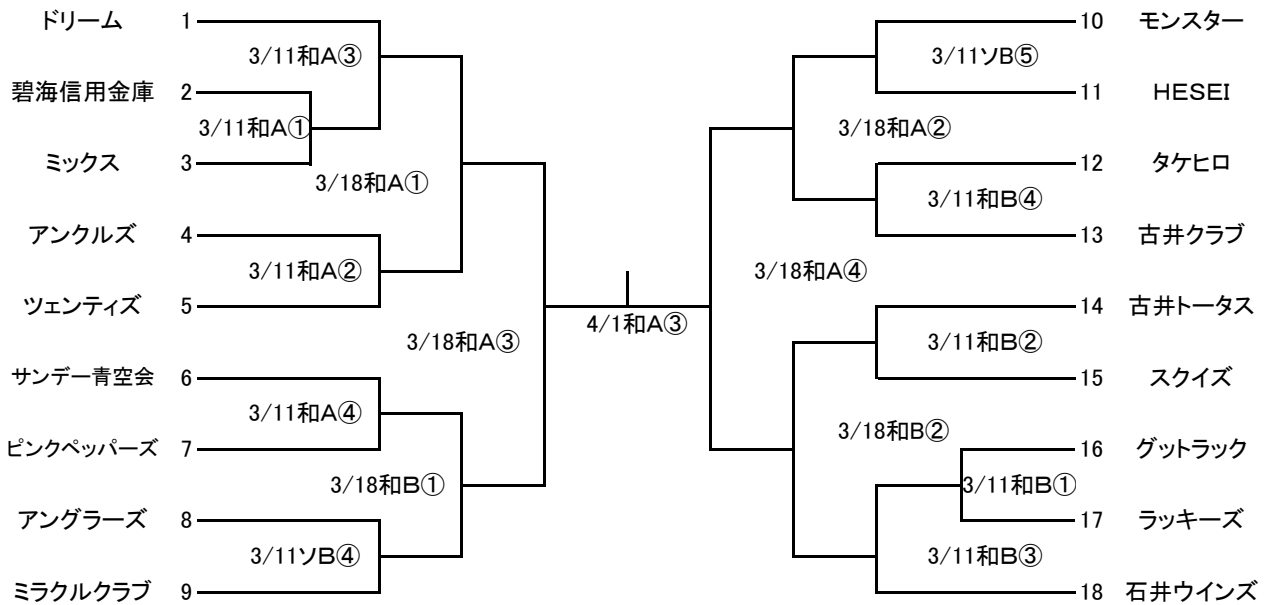 ドリーム 1
3/11和A③
碧海信用金庫 2
3/11和A①
ミックス 3
3/18和A①
アンクルズ 4
3/11和A②
ツェンティズ 5
3/18和A③
サンデー青空会 6
3/11和A④
ピンクペッパーズ 7
3/18和B①
アングラーズ 8
3/11ソB④
ミラクルクラブ 9
4/1和A③
10 モンスター
3/11ソB⑤
11 HESEI
3/18和A②
12 タケヒロ
3/11和B④
13 古井クラブ
3/18和A④
14 古井トータス
3/11和B②
15 スクイズ
3/18和B②
16 グットラック
3/11和B①
17 ラッキーズ
3/11和B③
18 石井ウインズ